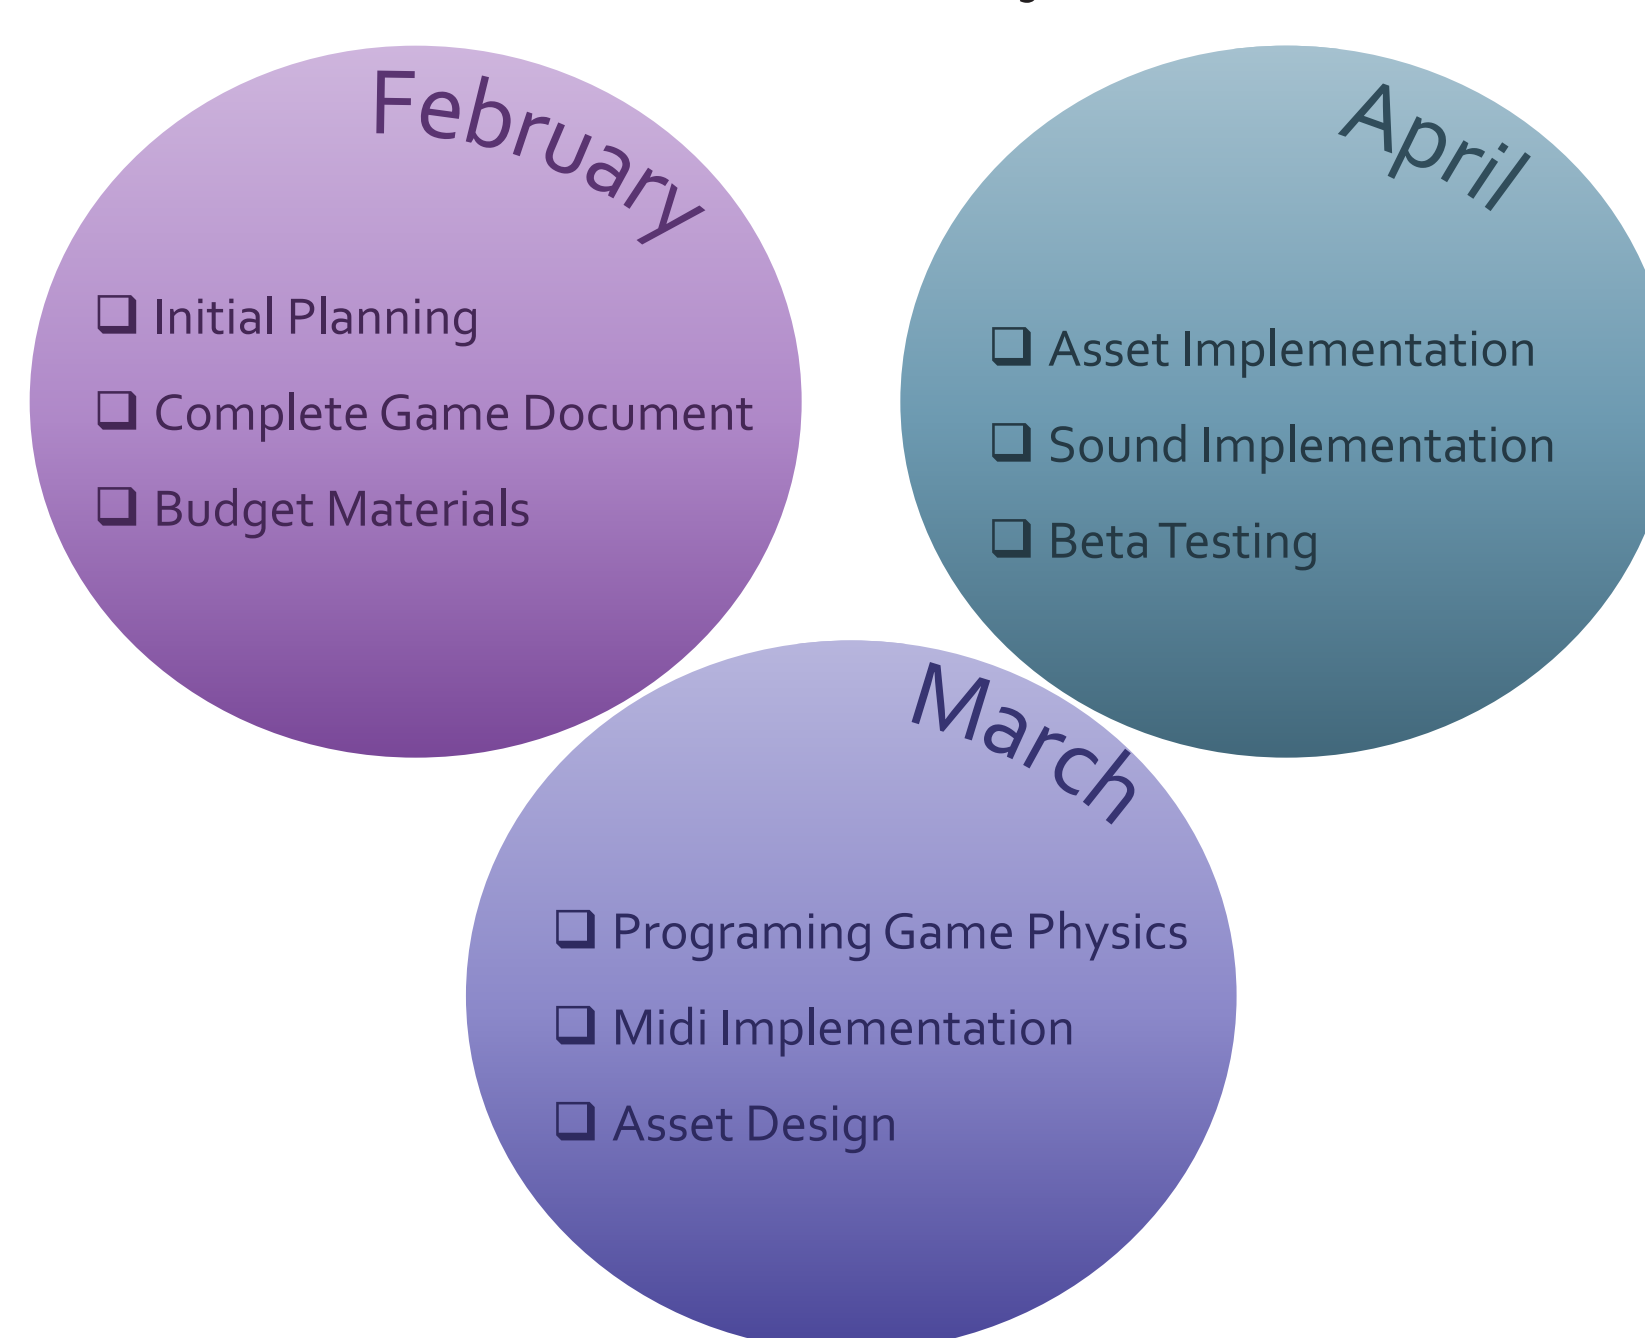 February
❑ Initial Planning
❑ Complete Game Document
❑ Budget Materials
April
❑ Asset Implementation
❑ Sound Implementation
❑ Beta Testing
March
❑ Programing Game Physics
❑ Midi Implementation
❑ Asset Design